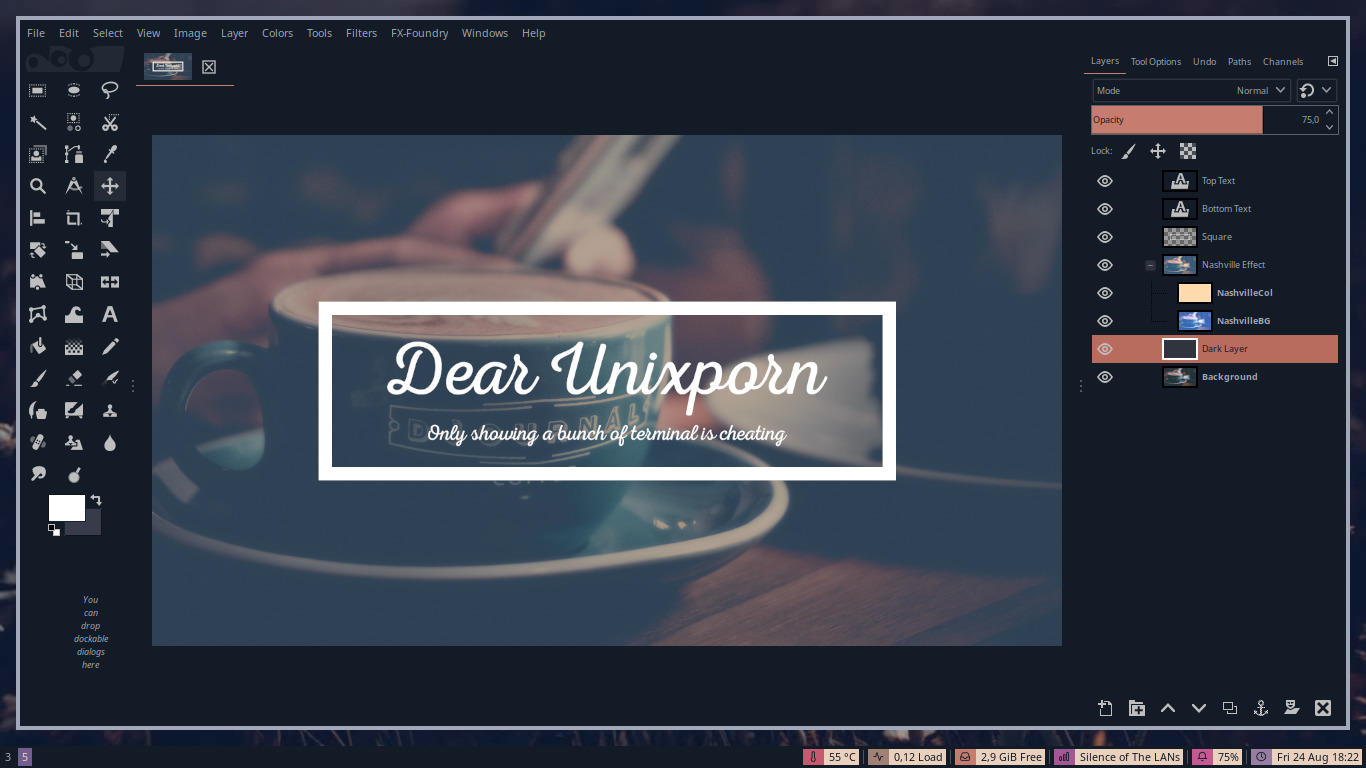 File Edit Select View Image Layer Colors Tools Filters FX-Foundry Windows Help
Layers Tool Options Undo Paths Channels
Mode Normal
Opacity 75,0
Lock:
Top Text
Bottom Text
Square
Nashville Effect
NashvilleCol
NashvilleBG
Dark Layer
Background
Dear Unixporn
Only showing a bunch of terminal is cheating
You
can
drop
dockable
dialogs
here
3 5 55 °C 0,12 Load 2,9 GiB Free Silence of The LANs 75% Fri 24 Aug 18:22